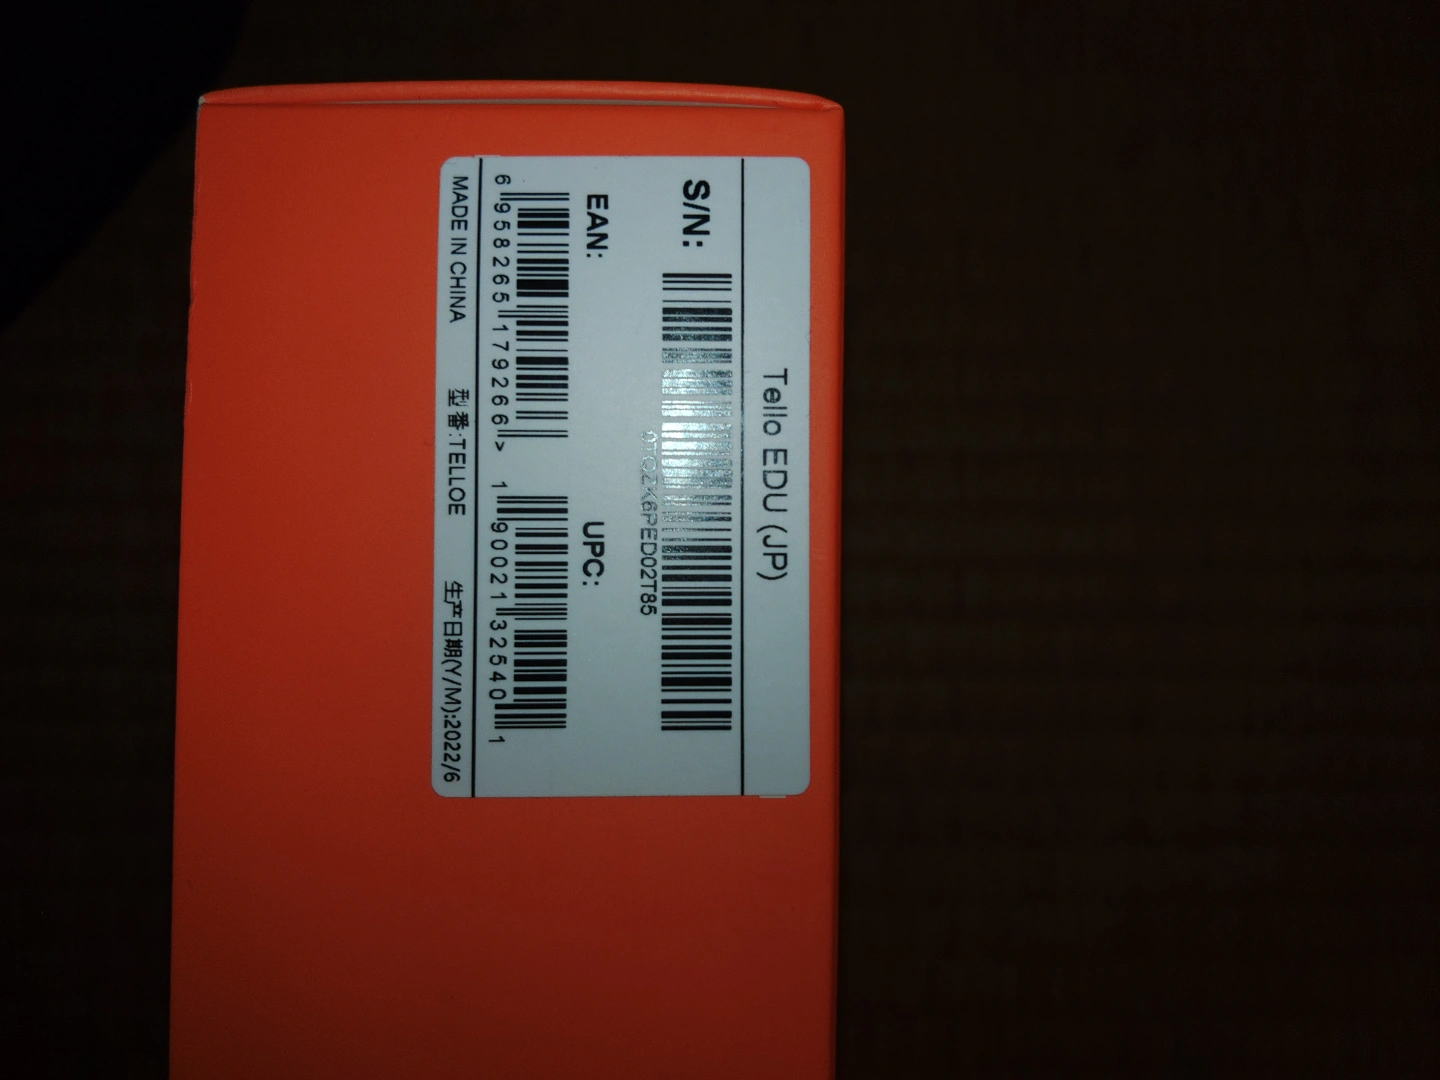 Tello EDU (JP)
S/N:
0TQZK6PED02T85
EAN:
UPC:
6 958265 179266 >
1 90021 32540 1
MADE IN CHINA 型番:TELLOE 生产日期(Y/M):2022/6